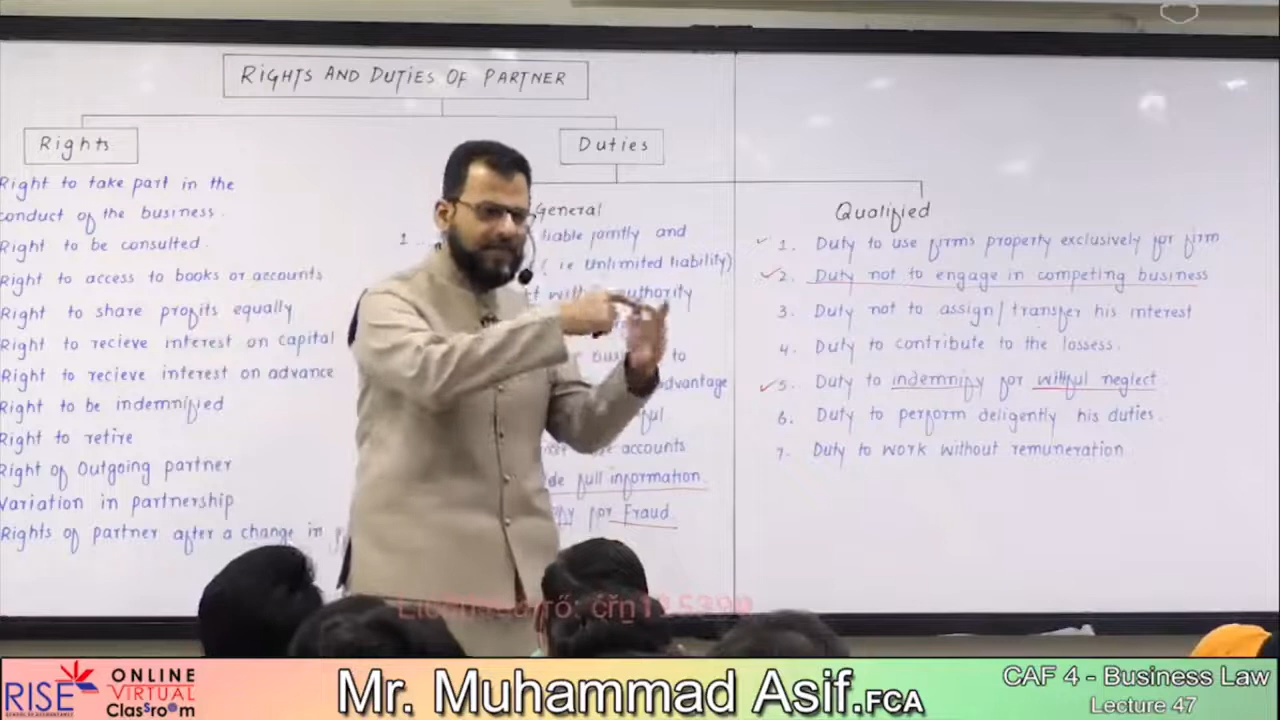 RIGHTS AND DUTIES OF PARTNER
Rights
Right to take part in the
conduct of the business.
Right to be consulted.
Right to access to books or accounts
Right to share profits equally
Right to recieve interest on capital
Right to recieve interest on advance
Right to be indemnified
Right to retire
Right of Outgoing partner
Variation in partnership
Rights of partner after a change in
Duties
General
1. liable jointly and
(ie Unlimited liability)
authority
to
advantage
accounts
full information.
for Fraud.
Qualified
1. Duty to use firms property exclusively for firm
2. Duty not to engage in competing business
3. Duty not to assign/transfer his interest
4. Duty to contribute to the lossess.
5. Duty to indemnify for willful neglect
6. Duty to perform deligently his duties.
7. Duty to work without remuneration
RISE
ONLINE
VIRTUAL
Classroom
Mr. Muhammad Asif.FCA
CAF 4 - Business Law
Lecture 47